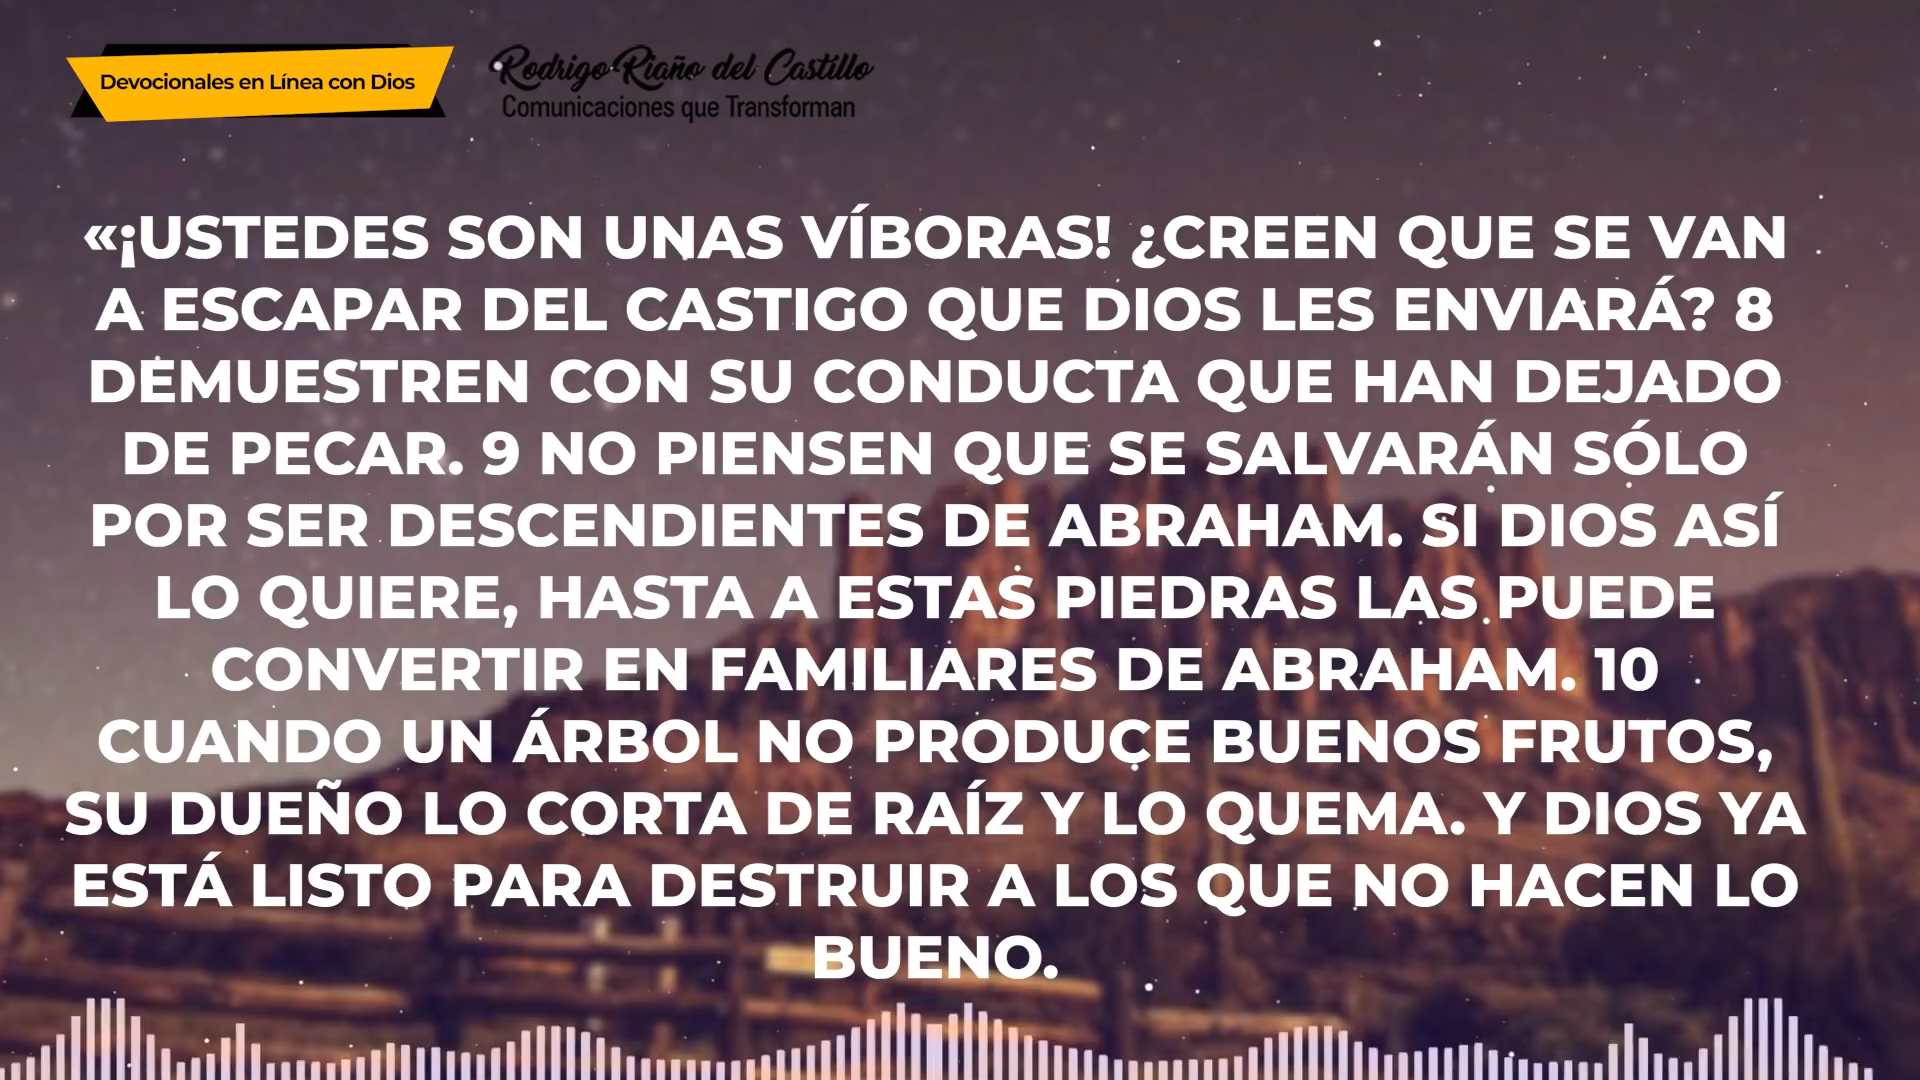 Devocionales en Línea con Dios
Rodrigo Riaño del Castillo
Comunicaciones que Transforman
«¡USTEDES SON UNAS VÍBORAS! ¿CREEN QUE SE VAN
A ESCAPAR DEL CASTIGO QUE DIOS LES ENVIARÁ? 8
DEMUESTREN CON SU CONDUCTA QUE HAN DEJADO
DE PECAR. 9 NO PIENSEN QUE SE SALVARÁN SÓLO
POR SER DESCENDIENTES DE ABRAHAM. SI DIOS ASÍ
LO QUIERE, HASTA A ESTAS PIEDRAS LAS PUEDE
CONVERTIR EN FAMILIARES DE ABRAHAM. 10
CUANDO UN ÁRBOL NO PRODUCE BUENOS FRUTOS,
SU DUEÑO LO CORTA DE RAÍZ Y LO QUEMA. Y DIOS YA
ESTÁ LISTO PARA DESTRUIR A LOS QUE NO HACEN LO
BUENO.